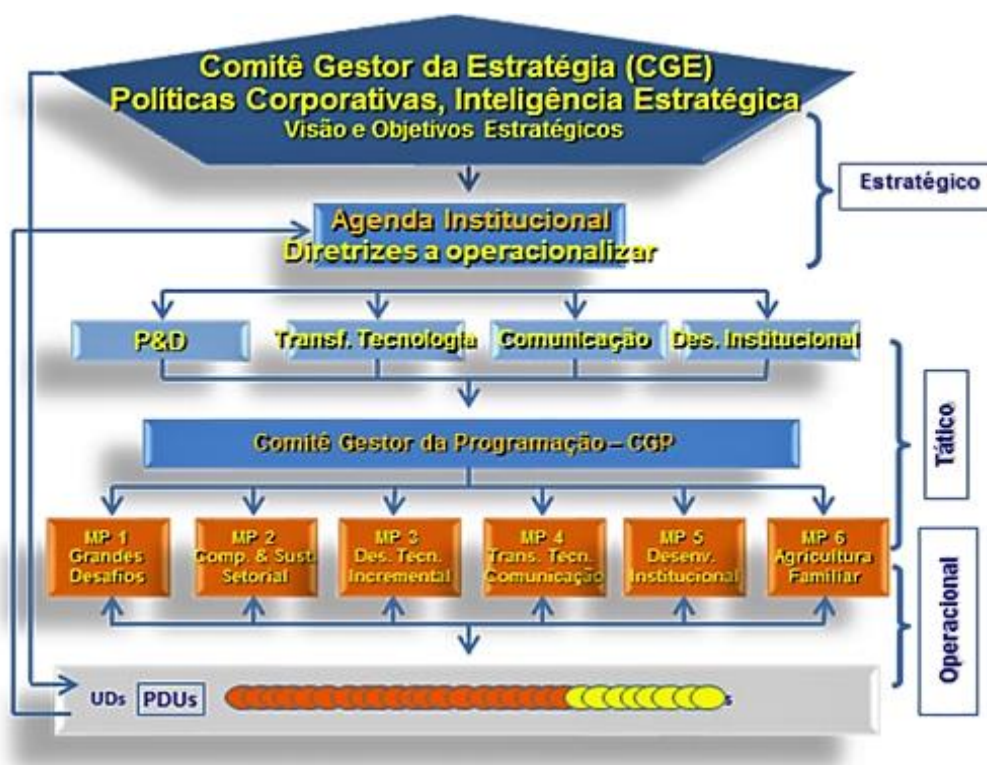 Comitê Gestor da Estratégia (CGE)
Políticas Corporativas, Inteligência Estratégica
Visão e Objetivos Estratégicos
Estratégico
Agenda Institucional
Diretrizes a operacionalizar
P&D
Transf. Tecnologia
Comunicação
Des. Institucional
Tático
Comitê Gestor da Programação – CGP
MP 1
Grandes
Desafios
MP 2
Comp. & Sust.
Setorial
MP 3
Des. Tecn.
Incremental
MP 4
Trans. Tecn.
Comunicação
MP 5
Desenv.
Institucional
MP 6
Agricultura
Familiar
Operacional
UDs
PDUs
s